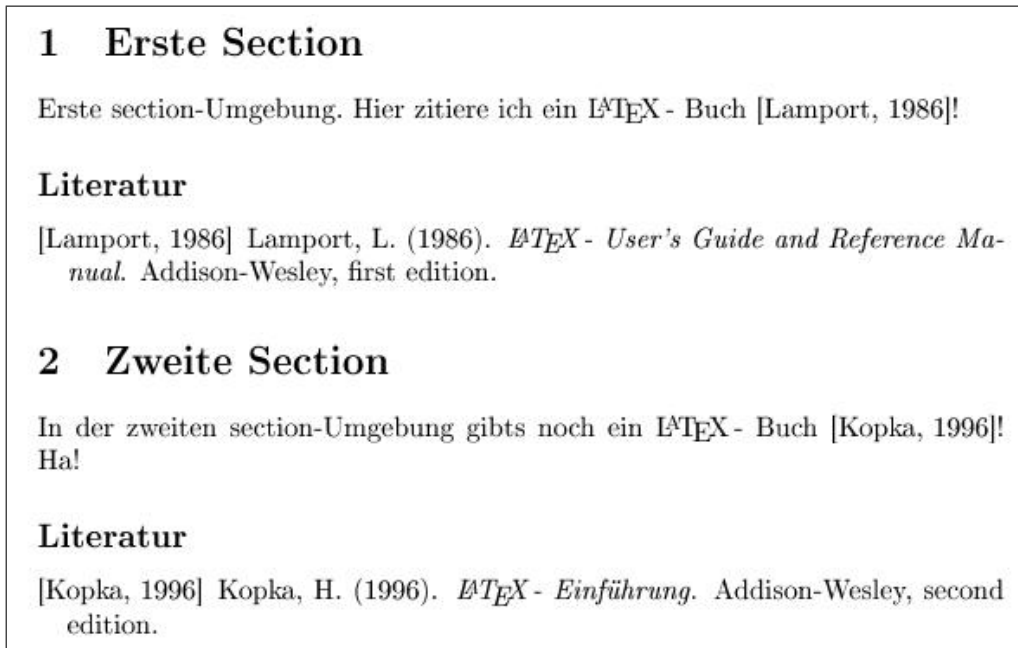 1 Erste Section
Erste section-Umgebung. Hier zitiere ich ein LATEX - Buch [Lamport, 1986]!
Literatur
[Lamport, 1986] Lamport, L. (1986). LATEX - User's Guide and Reference Ma-
nual. Addison-Wesley, first edition.
2 Zweite Section
In der zweiten section-Umgebung gibts noch ein LATEX - Buch [Kopka, 1996]!
Ha!
Literatur
[Kopka, 1996] Kopka, H. (1996). LATEX - Einführung. Addison-Wesley, second
edition.